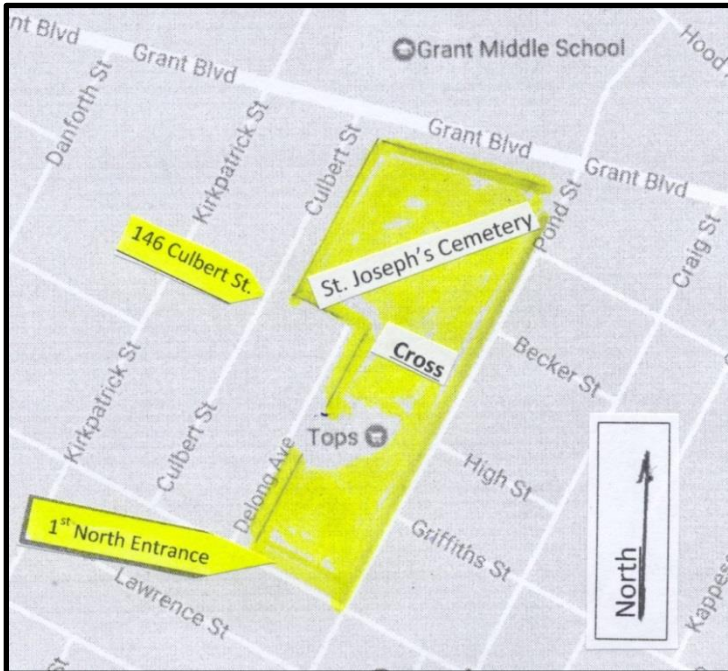 nt Blvd
Grant Blvd
Grant Middle School
Hood
Danforth St
Kirkpatrick St
Culbert St
Grant Blvd
Grant Blvd
Pond St
Craig St
146 Culbert St.
St. Joseph's Cemetery
Cross
Becker St
Kirkpatrick St
Culbert St
Delong Ave
Tops
High St
1st North Entrance
Griffiths St
Lawrence St
North
Kappes
St